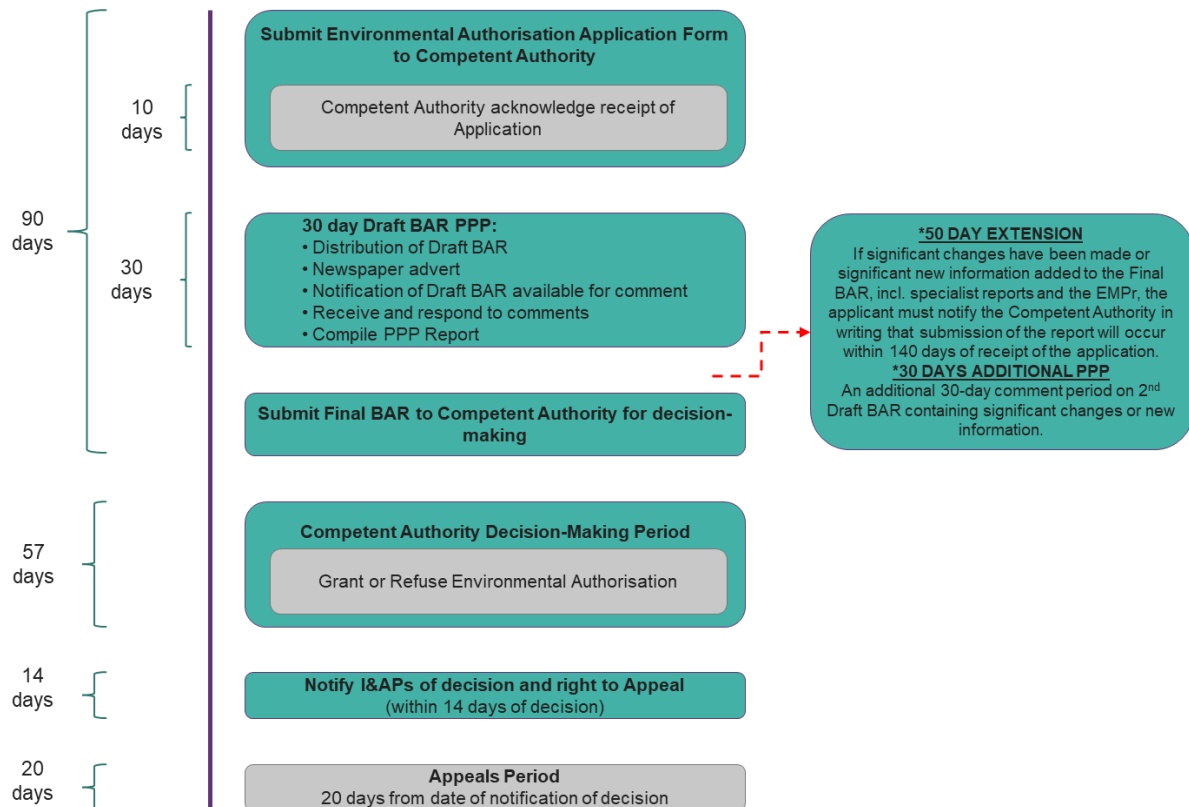 Submit Environmental Authorisation Application Form
to Competent Authority
10
days
Competent Authority acknowledge receipt of
Application
90
days
30
days
30 day Draft BAR PPP:
• Distribution of Draft BAR
• Newspaper advert
• Notification of Draft BAR available for comment
• Receive and respond to comments
• Compile PPP Report
*50 DAY EXTENSION
If significant changes have been made or
significant new information added to the Final
BAR, incl. specialist reports and the EMPr, the
applicant must notify the Competent Authority in
writing that submission of the report will occur
within 140 days of receipt of the application.
*30 DAYS ADDITIONAL PPP
An additional 30-day comment period on 2nd
Draft BAR containing significant changes or new
information.
Submit Final BAR to Competent Authority for decision-
making
57
days
Competent Authority Decision-Making Period
Grant or Refuse Environmental Authorisation
14
days
Notify I&APs of decision and right to Appeal
(within 14 days of decision)
20
days
Appeals Period
20 days from date of notification of decision